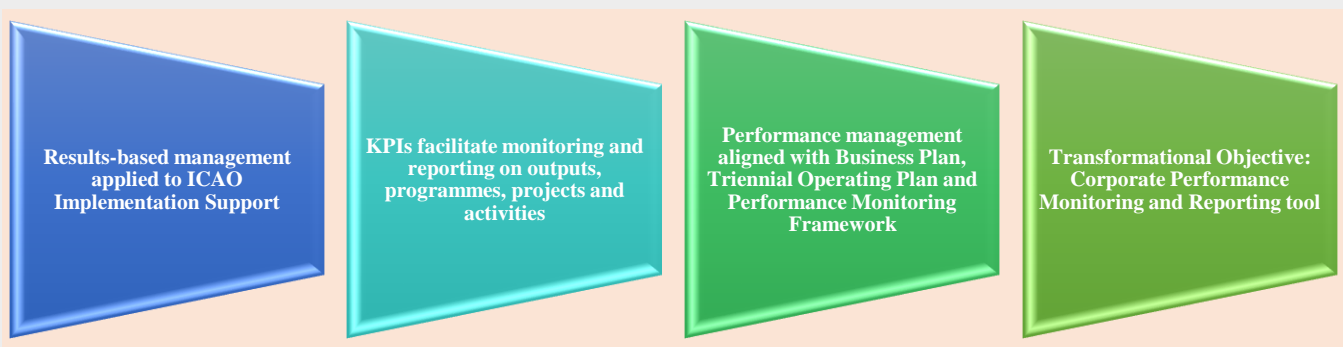 Results-based management
applied to ICAO
Implementation Support
KPIs facilitate monitoring and
reporting on outputs,
programmes, projects and
activities
Performance management
aligned with Business Plan,
Triennial Operating Plan and
Performance Monitoring
Framework
Transformational Objective:
Corporate Performance
Monitoring and Reporting tool